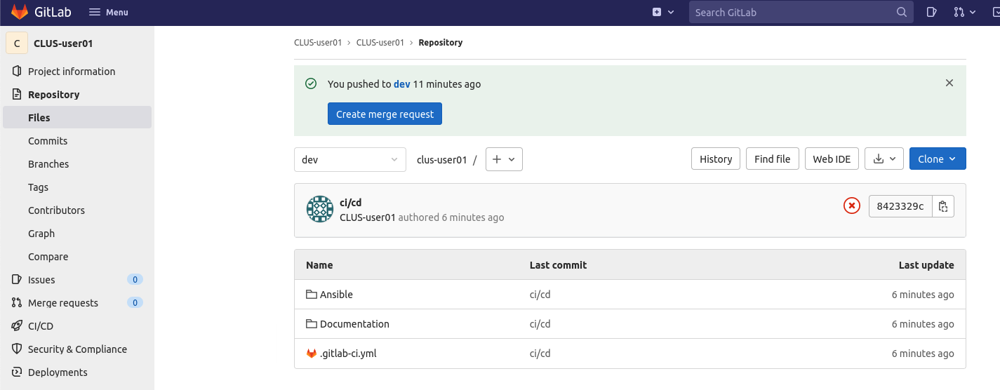 GitLab Menu Search GitLab
C CLUS-user01
Project information
Repository
Files
Commits
Branches
Tags
Contributors
Graph
Compare
Issues 0
Merge requests 0
CI/CD
Security & Compliance
Deployments
CLUS-user01 › CLUS-user01 › Repository
You pushed to dev 11 minutes ago
Create merge request
dev clus-user01 / History Find file Web IDE Clone
ci/cd
CLUS-user01 authored 6 minutes ago
8423329c
Name Last commit Last update
Ansible ci/cd 6 minutes ago
Documentation ci/cd 6 minutes ago
.gitlab-ci.yml ci/cd 6 minutes ago